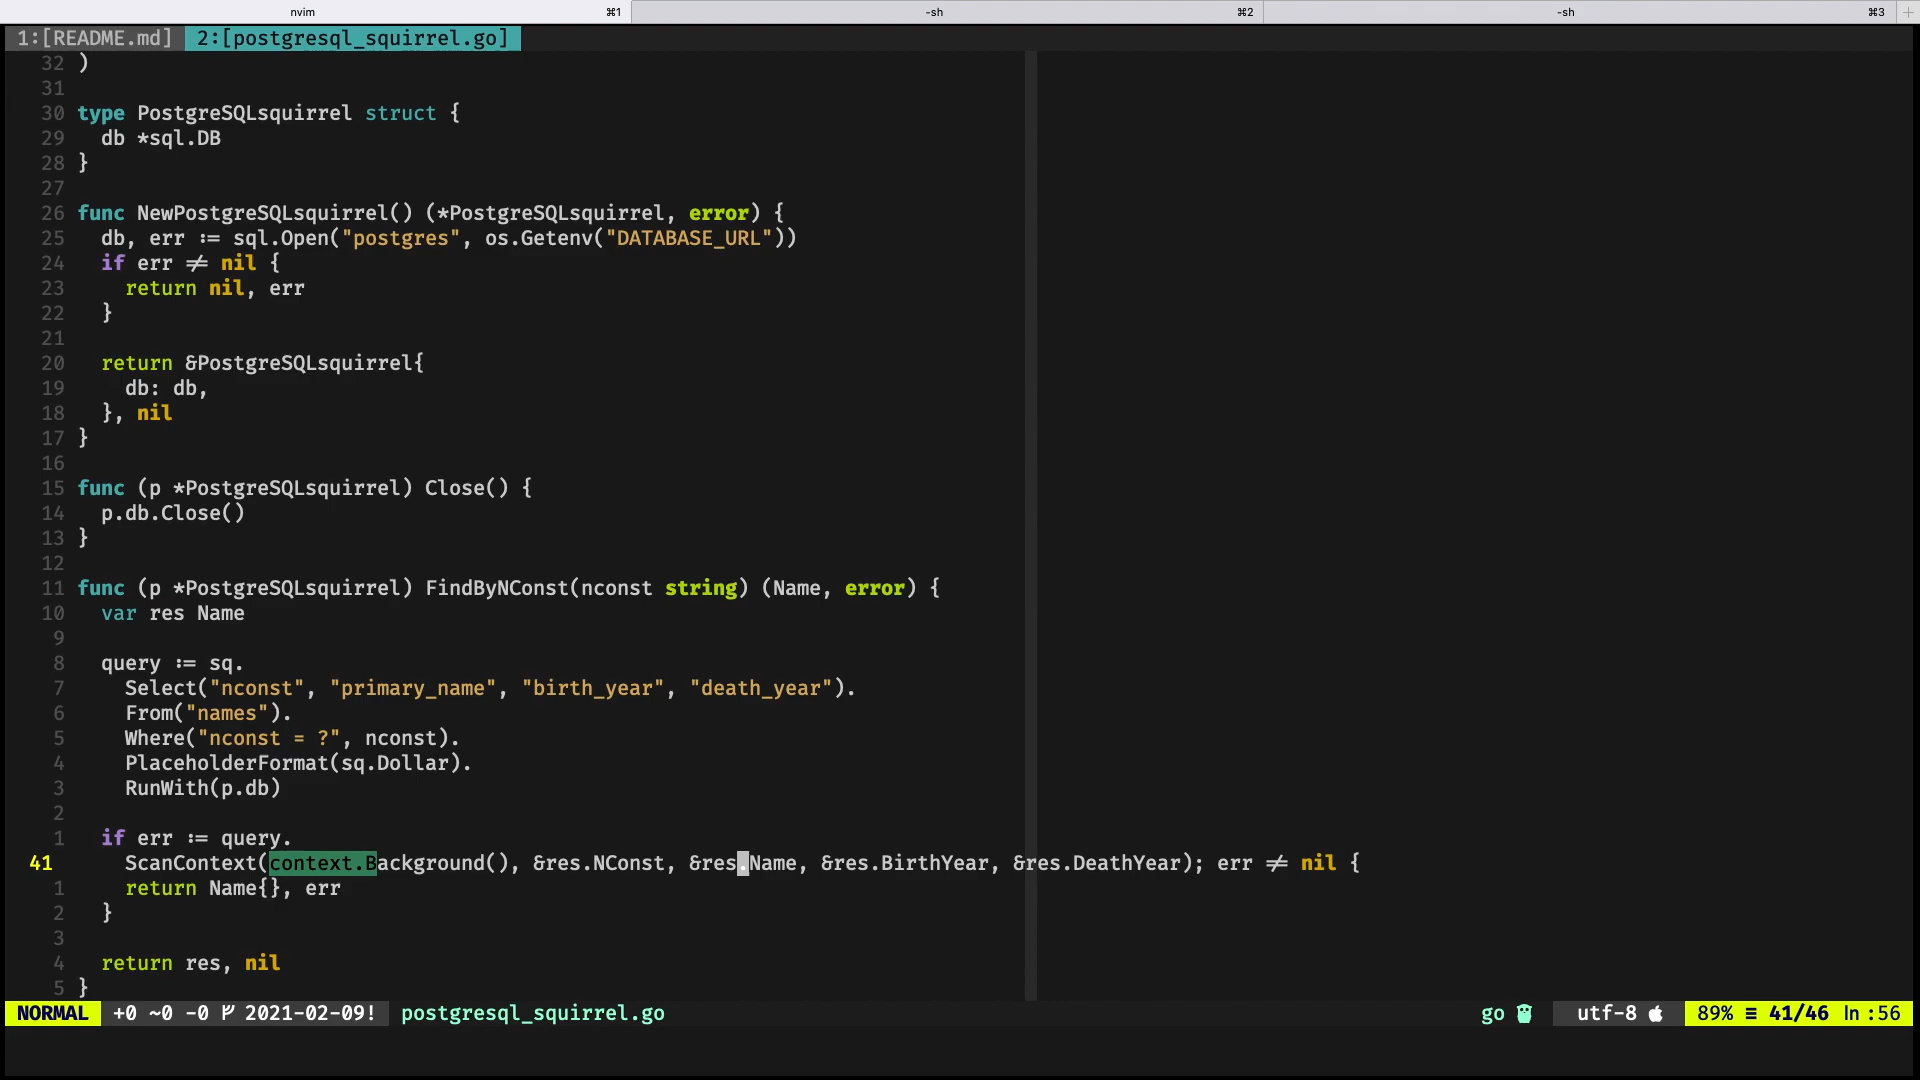 nvim ⌘1 -sh ⌘2 -sh ⌘3 +
1:[README.md] 2:[postgresql_squirrel.go]
32 )
31
30 type PostgreSQLsquirrel struct {
29   db *sql.DB
28 }
27
26 func NewPostgreSQLsquirrel() (*PostgreSQLsquirrel, error) {
25   db, err := sql.Open("postgres", os.Getenv("DATABASE_URL"))
24   if err != nil {
23     return nil, err
22   }
21
20   return &PostgreSQLsquirrel{
19     db: db,
18   }, nil
17 }
16
15 func (p *PostgreSQLsquirrel) Close() {
14   p.db.Close()
13 }
12
11 func (p *PostgreSQLsquirrel) FindByNConst(nconst string) (Name, error) {
10   var res Name
9
8   query := sq.
7     Select("nconst", "primary_name", "birth_year", "death_year").
6     From("names").
5     Where("nconst = ?", nconst).
4     PlaceholderFormat(sq.Dollar).
3     RunWith(p.db)
2
1   if err := query.
41     ScanContext(context.Background(), &res.NConst, &res.Name, &res.BirthYear, &res.DeathYear); err != nil {
1     return Name{}, err
2   }
3
4   return res, nil
5 }
NORMAL +0 ~0 -0 2021-02-09! postgresql_squirrel.go go utf-8 89% ≡ 41/46 ln :56